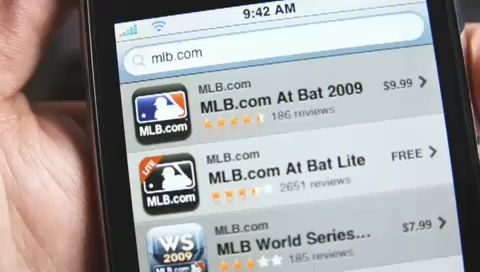 9:42 AM
mlb.com
MLB.com
MLB.com At Bat 2009
$9.99
186 reviews
MLB.com
LITE
MLB.com
MLB.com At Bat Lite
FREE
2651 reviews
MLB.com
MLB.com
MLB World Series...
$7.99
185 reviews
WS
2009
MLB.com